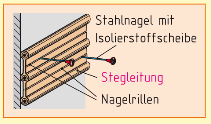 Stahlnagel mit
Isolierstoffscheibe
Stegleitung
Nagelrillen